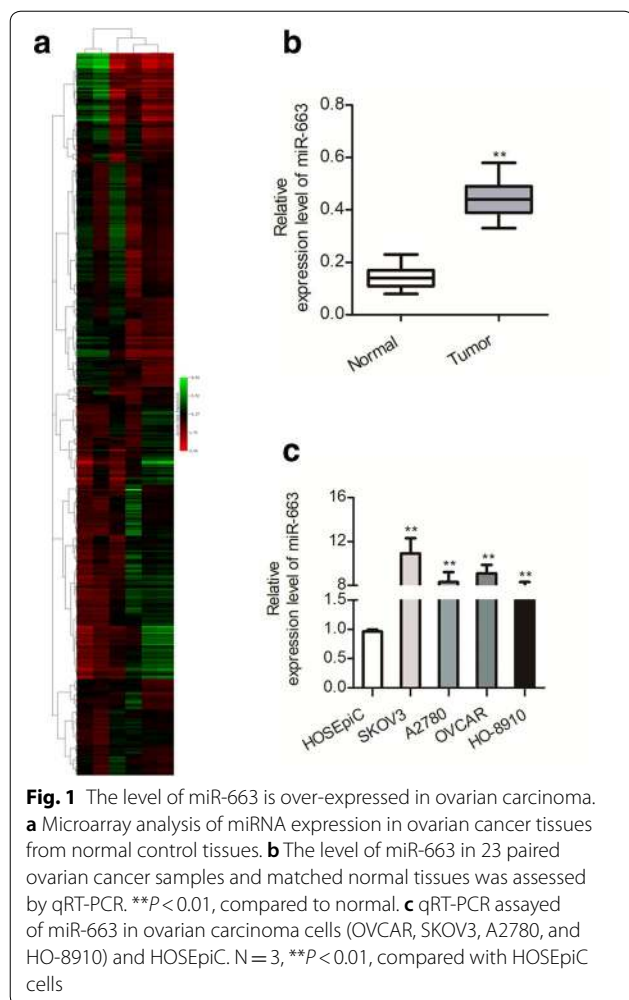 a
b
Relative
expression level of miR-663
0.8
0.6
0.4
0.2
0.0
**
Normal
Tumor
c
Relative
expression level of miR-663
16
12
8
1.5
1.0
0.5
0.0
**
**
**
**
HOSEpiC
SKOV3
A2780
OVCAR
HO-8910
Fig. 1 The level of miR-663 is over-expressed in ovarian carcinoma.
a Microarray analysis of miRNA expression in ovarian cancer tissues
from normal control tissues. b The level of miR-663 in 23 paired
ovarian cancer samples and matched normal tissues was assessed
by qRT-PCR. **P < 0.01, compared to normal. c qRT-PCR assayed
of miR-663 in ovarian carcinoma cells (OVCAR, SKOV3, A2780, and
HO-8910) and HOSEpiC. N = 3, **P < 0.01, compared with HOSEpiC
cells